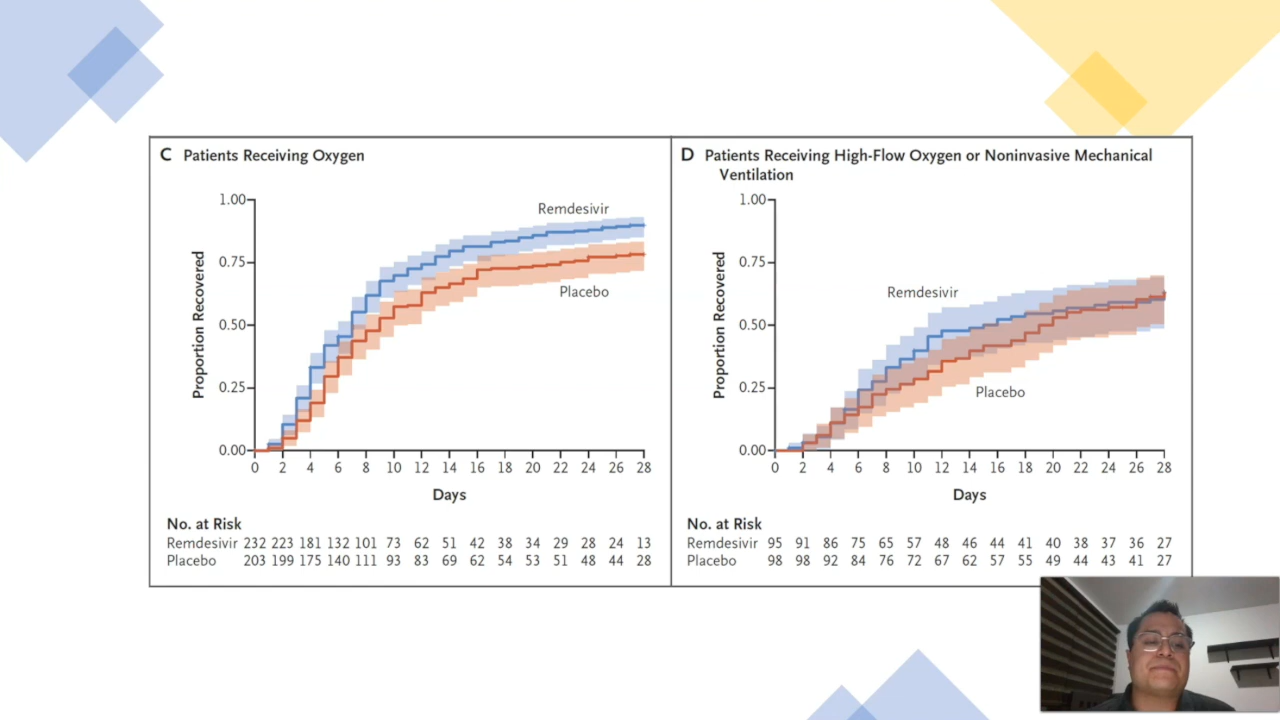 C Patients Receiving Oxygen
1.00
0.75
0.50
0.25
0.00
Proportion Recovered
Remdesivir
Placebo
0 2 4 6 8 10 12 14 16 18 20 22 24 26 28
Days
No. at Risk
Remdesivir 232 223 181 132 101 73 62 51 42 38 34 29 28 24 13
Placebo 203 199 175 140 111 93 83 69 62 54 53 51 48 44 28
D Patients Receiving High-Flow Oxygen or Noninvasive Mechanical
Ventilation
1.00
0.75
0.50
0.25
0.00
Proportion Recovered
Remdesivir
Placebo
0 2 4 6 8 10 12 14 16 18 20 22 24 26 28
Days
No. at Risk
Remdesivir 95 91 86 75 65 57 48 46 44 41 40 38 37 36 27
Placebo 98 98 92 84 76 72 67 62 57 55 49 44 43 41 27